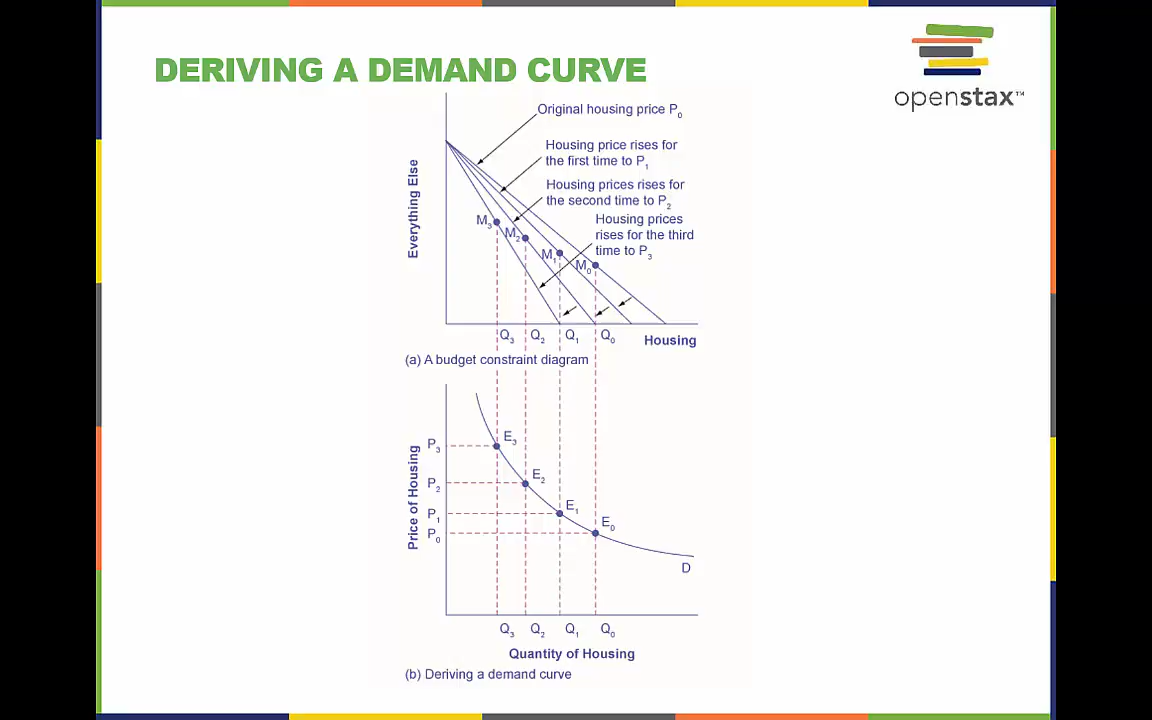 DERIVING A DEMAND CURVE
openstax™
Original housing price P₀
Housing price rises for
the first time to P₁
Housing prices rises for
the second time to P₂
Housing prices
rises for the third
time to P₃
Everything Else
M₃
M₂
M₁
M₀
Q₃ Q₂ Q₁ Q₀
Housing
(a) A budget constraint diagram
Price of Housing
P₃
P₂
P₁
P₀
E₃
E₂
E₁
E₀
D
Q₃ Q₂ Q₁ Q₀
Quantity of Housing
(b) Deriving a demand curve